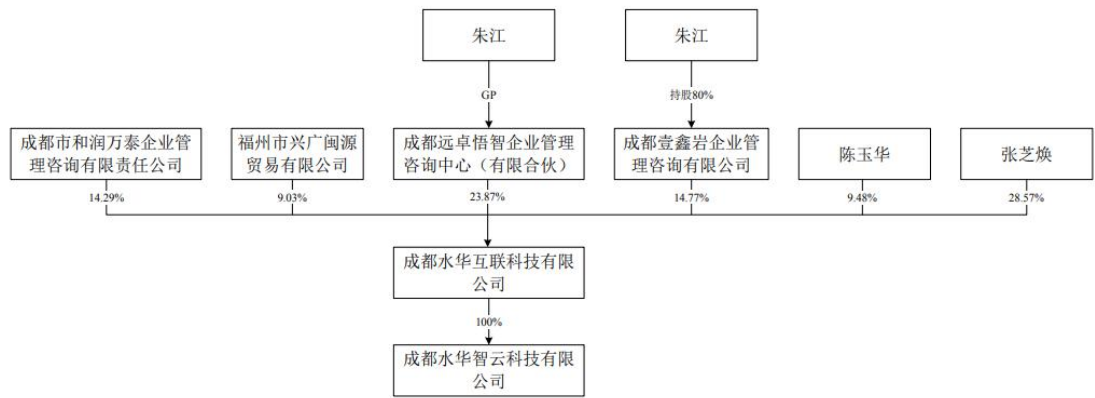 朱江
朱江
GP
持股80%
成都市和润万泰企业管
理咨询有限责任公司
福州市兴广闽源
贸易有限公司
成都远卓悟智企业管理
咨询中心（有限合伙）
成都壹鑫岩企业管
理咨询有限公司
陈玉华
张芝焕
14.29%
9.03%
23.87%
14.77%
9.48%
28.57%
成都水华互联科技有限
公司
100%
成都水华智云科技有限
公司